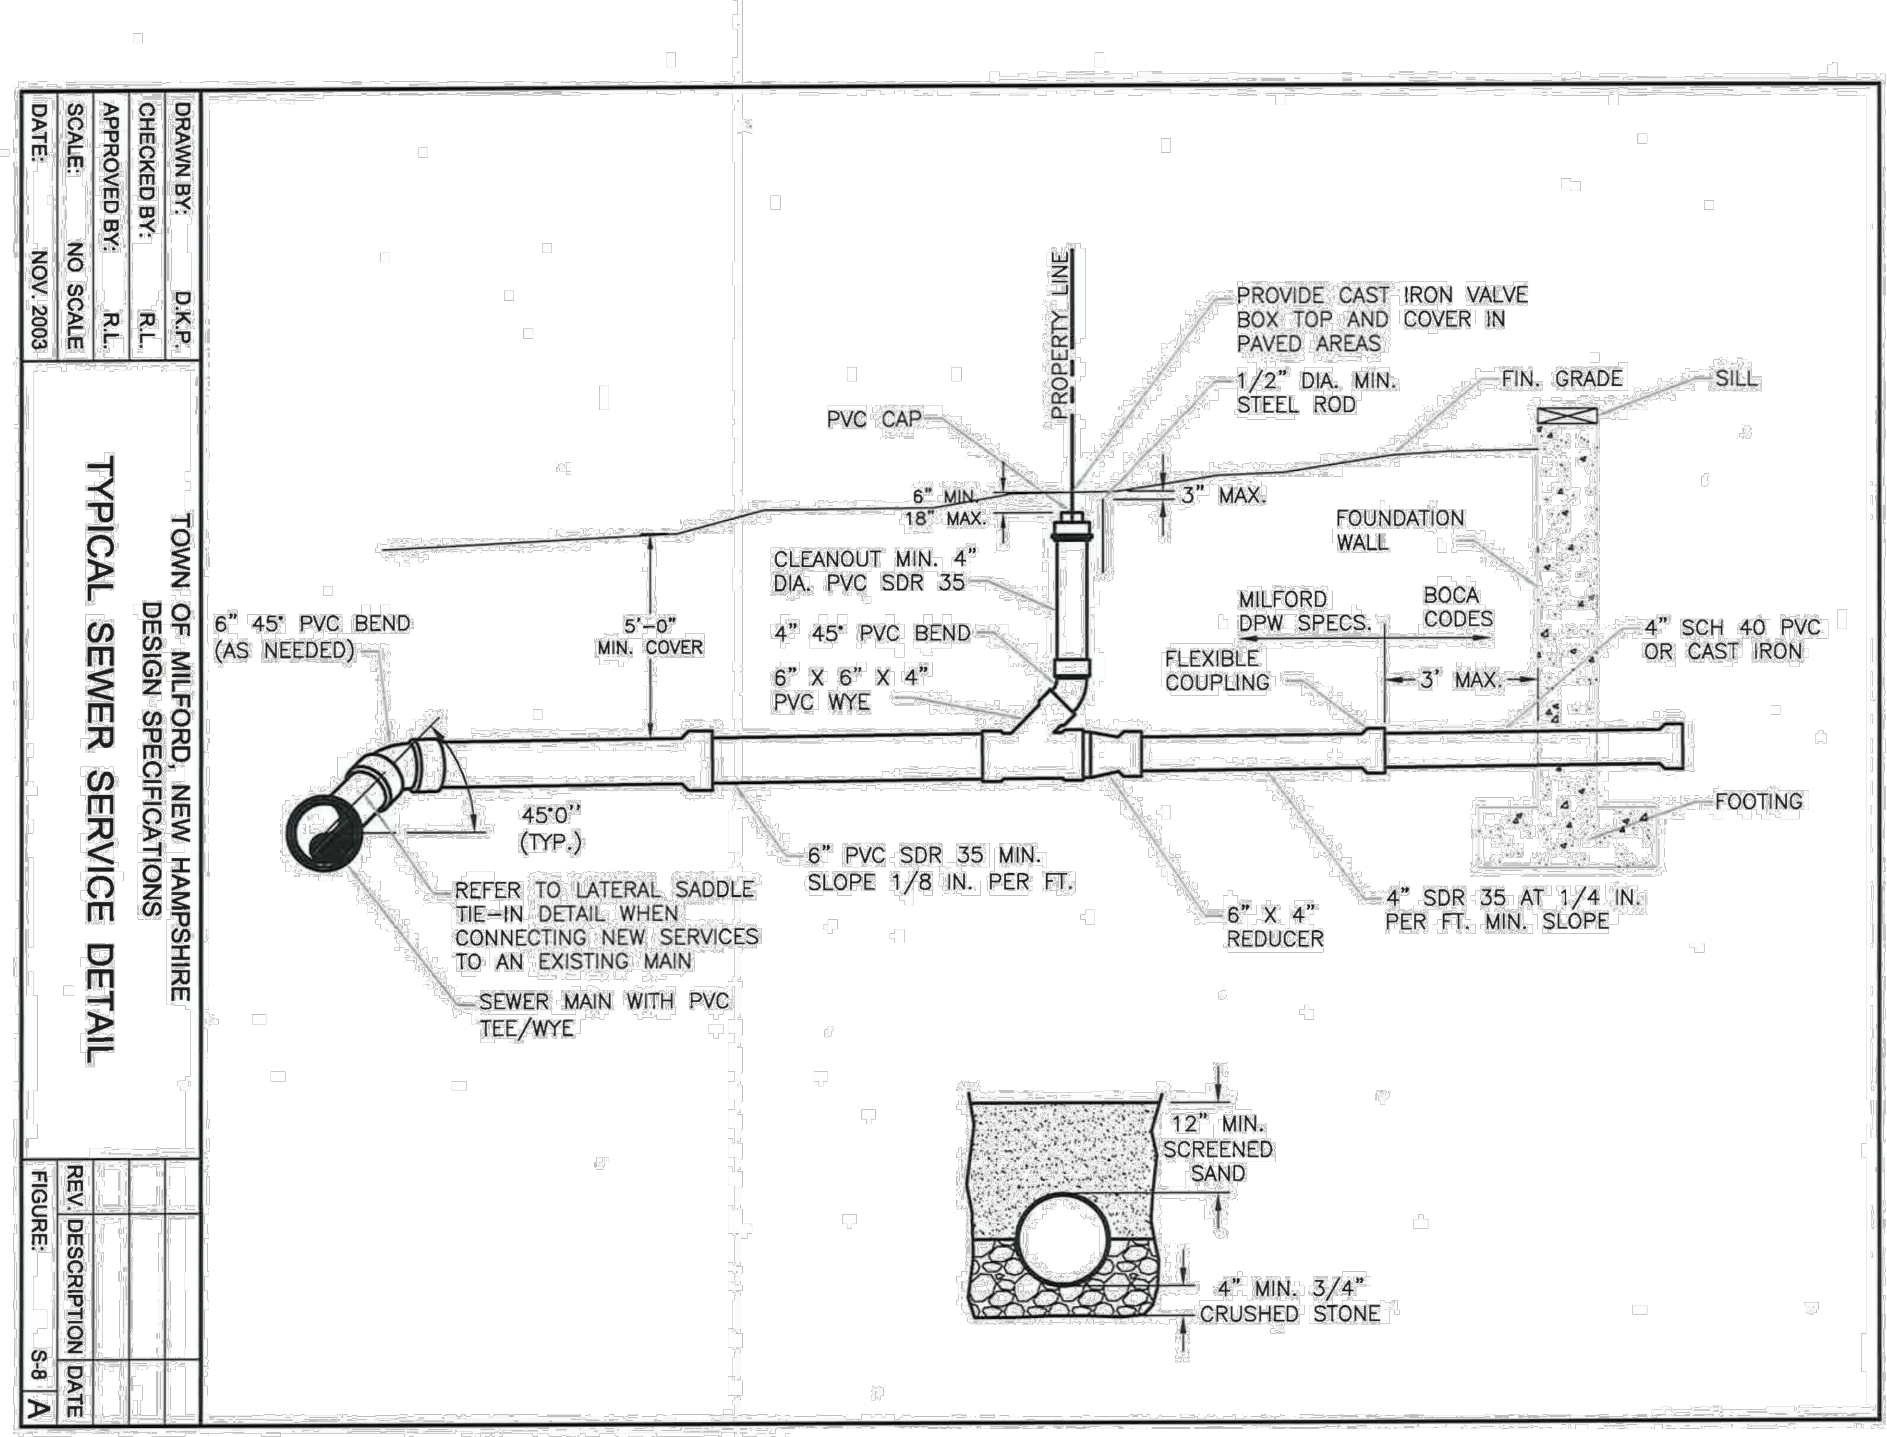 PROPERTY LINE
PROVIDE CAST IRON VALVE
BOX TOP AND COVER IN
PAVED AREAS
1/2" DIA. MIN.
STEEL ROD
FIN. GRADE
SILL
PVC CAP
6" MIN.
18" MAX.
3" MAX.
FOUNDATION
WALL
CLEANOUT MIN. 4"
DIA. PVC SDR 35
MILFORD
DPW SPECS.
BOCA
CODES
6" 45° PVC BEND
(AS NEEDED)
5'-0"
MIN. COVER
4" 45° PVC BEND
4" SCH 40 PVC
OR CAST IRON
FLEXIBLE
COUPLING
3' MAX.
6" X 6" X 4"
PVC WYE
45°0"
(TYP.)
FOOTING
6" PVC SDR 35 MIN.
SLOPE 1/8 IN. PER FT.
REFER TO LATERAL SADDLE
TIE-IN DETAIL WHEN
CONNECTING NEW SERVICES
TO AN EXISTING MAIN
6" X 4"
REDUCER
4" SDR 35 AT 1/4 IN.
PER FT. MIN. SLOPE
SEWER MAIN WITH PVC
TEE/WYE
12" MIN.
SCREENED
SAND
4" MIN. 3/4"
CRUSHED STONE
DRAWN BY: D.K.P.
CHECKED BY: R.L.
APPROVED BY: R.L.
SCALE: NO SCALE
DATE: NOV. 2003
TOWN OF MILFORD, NEW HAMPSHIRE
DESIGN SPECIFICATIONS
TYPICAL SEWER SERVICE DETAIL
REV. DESCRIPTION DATE
FIGURE: S-8 A